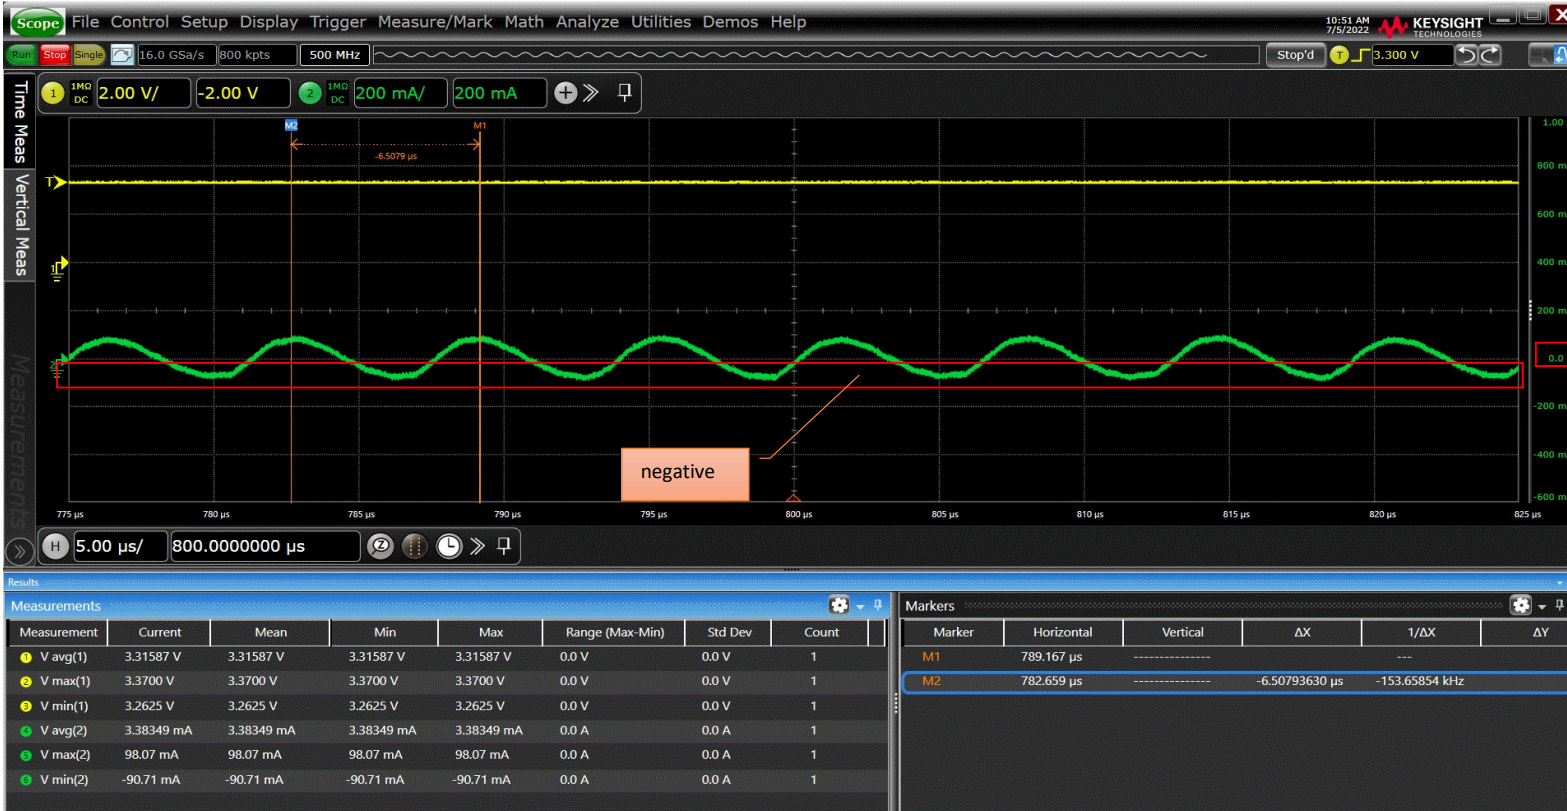 Scope File Control Setup Display Trigger Measure/Mark Math Analyze Utilities Demos Help
10:51 AM
7/5/2022
KEYSIGHT
TECHNOLOGIES
Run Stop Single 16.0 GSa/s 800 kpts 500 MHz Stop'd T 3.300 V
1 1MΩ DC 2.00 V/ -2.00 V 2 1MΩ DC 200 mA/ 200 mA
Time Meas
Vertical Meas
Measurements
M2 M1
-6.5079 µs
T
1
2
1.00
800 m
600 m
400 m
200 m
0.0
-200 m
-400 m
-600 m
negative
775 µs 780 µs 785 µs 790 µs 795 µs 800 µs 805 µs 810 µs 815 µs 820 µs 825 µs
H 5.00 µs/ 800.0000000 µs Z
Results
Measurements
Measurement Current Mean Min Max Range (Max-Min) Std Dev Count
1 V avg(1) 3.31587 V 3.31587 V 3.31587 V 3.31587 V 0.0 V 0.0 V 1
2 V max(1) 3.3700 V 3.3700 V 3.3700 V 3.3700 V 0.0 V 0.0 V 1
3 V min(1) 3.2625 V 3.2625 V 3.2625 V 3.2625 V 0.0 V 0.0 V 1
4 V avg(2) 3.38349 mA 3.38349 mA 3.38349 mA 3.38349 mA 0.0 A 0.0 A 1
5 V max(2) 98.07 mA 98.07 mA 98.07 mA 98.07 mA 0.0 A 0.0 A 1
6 V min(2) -90.71 mA -90.71 mA -90.71 mA -90.71 mA 0.0 A 0.0 A 1
Markers
Marker Horizontal Vertical ΔX 1/ΔX ΔY
M1 789.167 µs --------------- ---
M2 782.659 µs --------------- -6.50793630 µs -153.65854 kHz